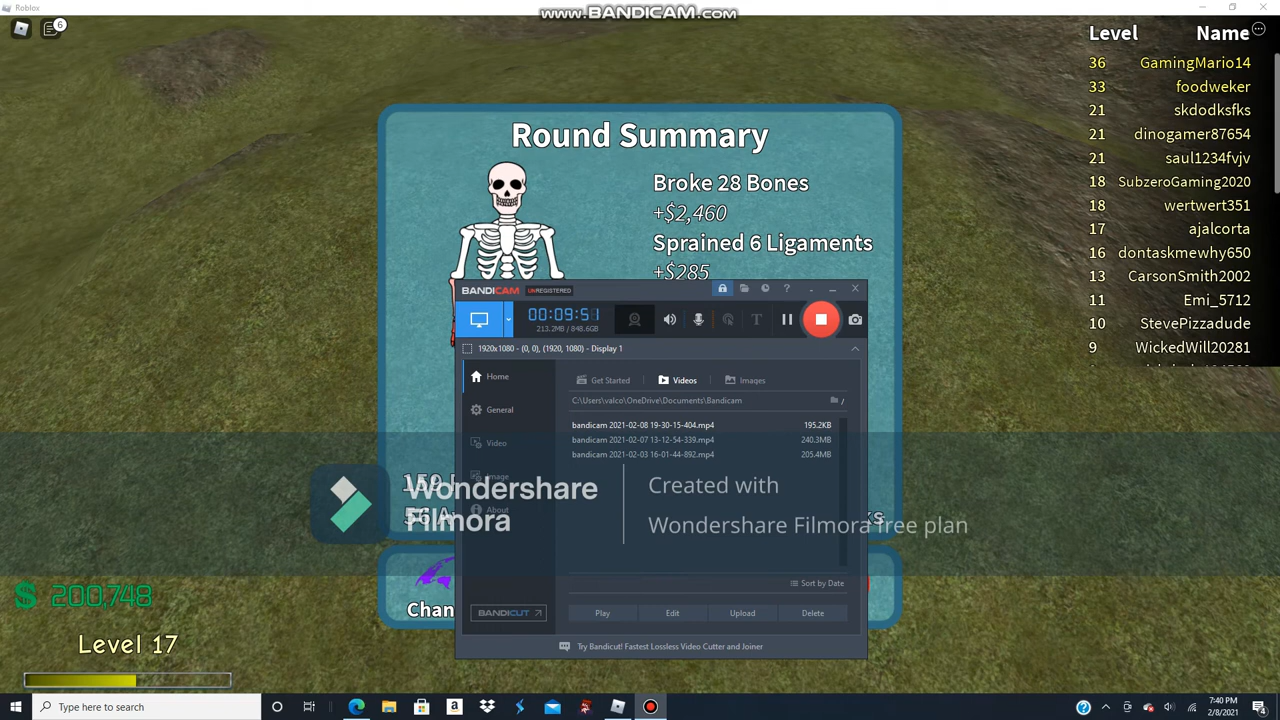 Roblox
www.BANDICAM.com
6
Level Name
36 GamingMario14
33 foodweker
21 skdodksfks
21 dinogamer87654
21 saul1234fvjv
18 SubzeroGaming2020
18 wertwert351
17 ajalcorta
16 dontaskmewhy650
13 CarsonSmith2002
11 Emi_5712
10 StevePizzadude
9 WickedWill20281
Round Summary
Broke 28 Bones
+$2,460
Sprained 6 Ligaments
+$285
BANDICAM UNREGISTERED
00:09:51
213.2MB / 848.6GB
1920x1080 - (0, 0), (1920, 1080) - Display 1
Home
General
Video
Image
About
Get Started Videos Images
C:\Users\valco\OneDrive\Documents\Bandicam
bandicam 2021-02-08 19-30-15-404.mp4 195.2KB
bandicam 2021-02-07 13-12-54-339.mp4 240.3MB
bandicam 2021-02-03 16-01-44-892.mp4 205.4MB
Sort by Date
BANDICUT
Play Edit Upload Delete
Try Bandicut! Fastest Lossless Video Cutter and Joiner
Wondershare
Filmora
Created with
Wondershare Filmora free plan
$ 200,748
Level 17
Type here to search
7:40 PM
2/8/2021
4